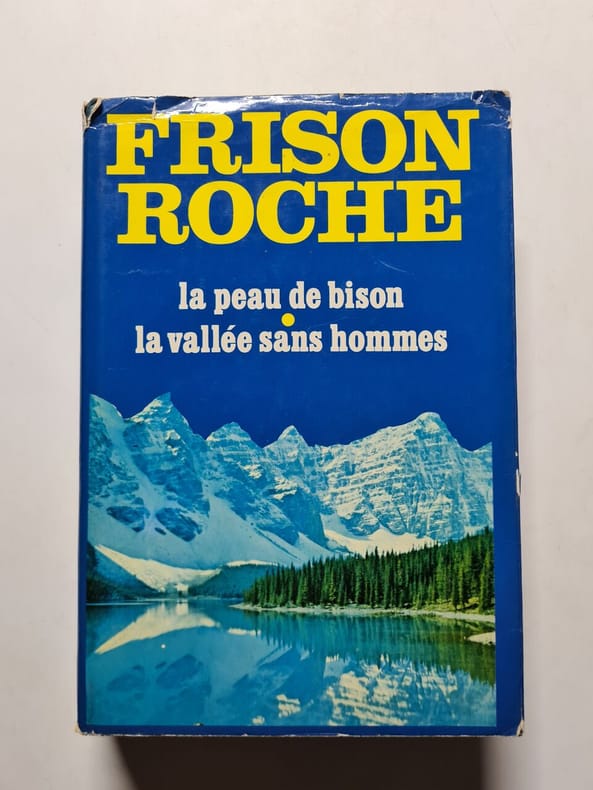 FRISON
ROCHE
la peau de bison
la vallée sans hommes